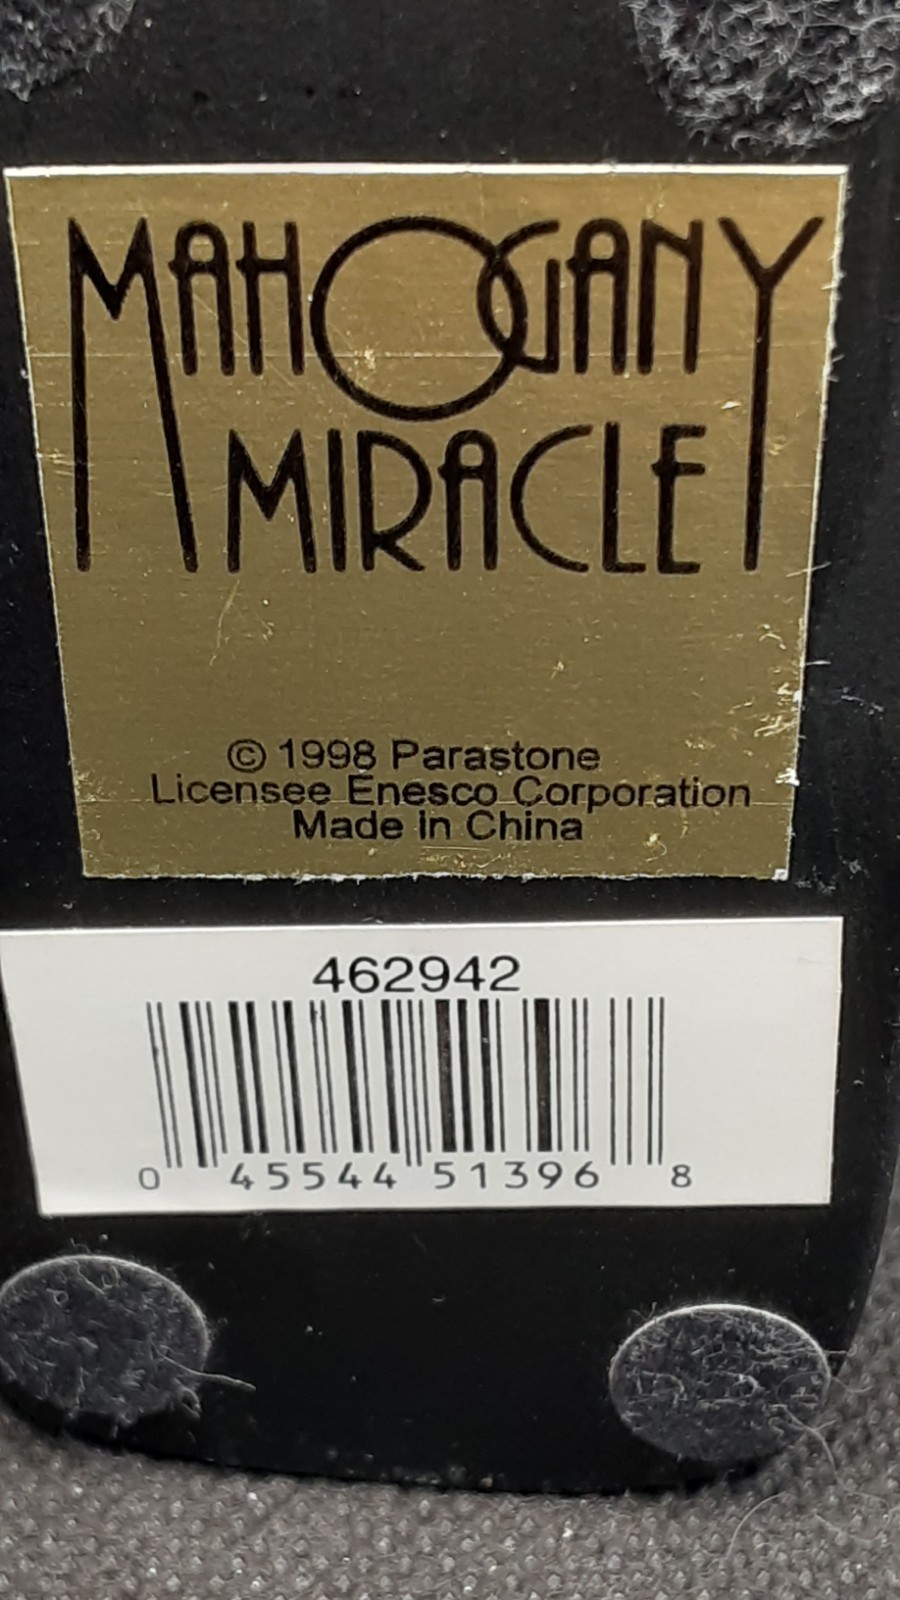 MAHOGANY
MIRACLE
© 1998 Parastone
Licensee Enesco Corporation
Made in China
462942
0 45544 51396 8